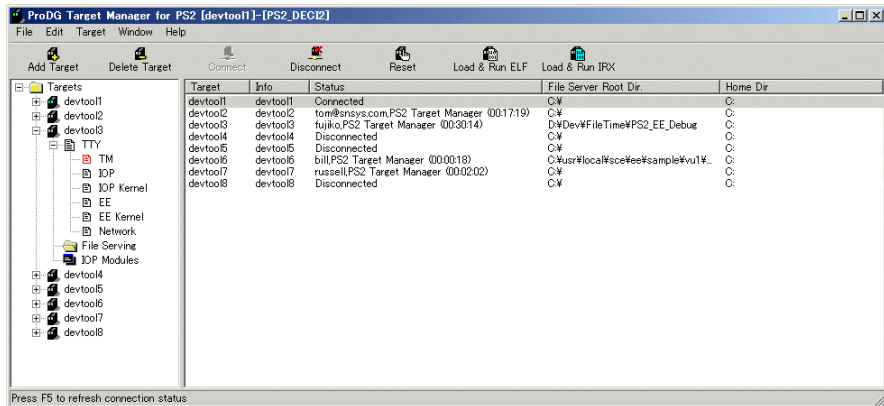 ProDG Target Manager for PS2 [devtool1]-[PS2_DECI2]
File Edit Target Window Help
Add Target Delete Target Connect Disconnect Reset Load & Run ELF Load & Run IRX
Targets
devtool1
devtool2
devtool3
TTY
TM
IOP
IOP Kernel
EE
EE Kernel
Network
File Serving
IOP Modules
devtool4
devtool5
devtool6
devtool7
devtool8
Target Info Status File Server Root Dir. Home Dir
devtool1 devtool1 Connected C:¥ C:
devtool2 devtool2 tom@snsys.com,PS2 Target Manager (00:17:19) C:¥ C:
devtool3 devtool3 fujiko,PS2 Target Manager (00:30:14) D:¥Dev¥FileTime¥PS2_EE_Debug C:
devtool4 devtool4 Disconnected C:¥ C:
devtool5 devtool5 Disconnected C:¥ C:
devtool6 devtool6 bill,PS2 Target Manager (00:00:18) C:¥usr¥local¥sce¥ee¥sample¥vu1¥... C:
devtool7 devtool7 russell,PS2 Target Manager (00:02:02) C:¥ C:
devtool8 devtool8 Disconnected C:¥ C:
Press F5 to refresh connection status